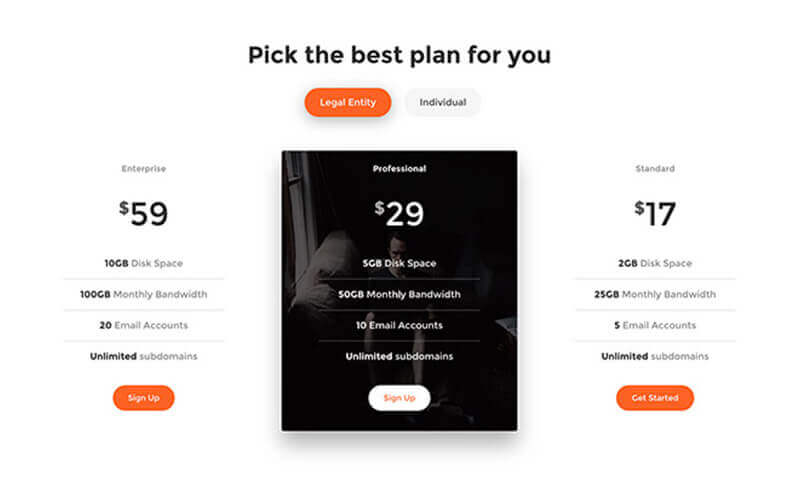 Pick the best plan for you
Legal Entity
Individual
Enterprise
$59
10GB Disk Space
100GB Monthly Bandwidth
20 Email Accounts
Unlimited subdomains
Sign Up
Professional
$29
5GB Disk Space
50GB Monthly Bandwidth
10 Email Accounts
Unlimited subdomains
Sign Up
Standard
$17
2GB Disk Space
25GB Monthly Bandwidth
5 Email Accounts
Unlimited subdomains
Get Started